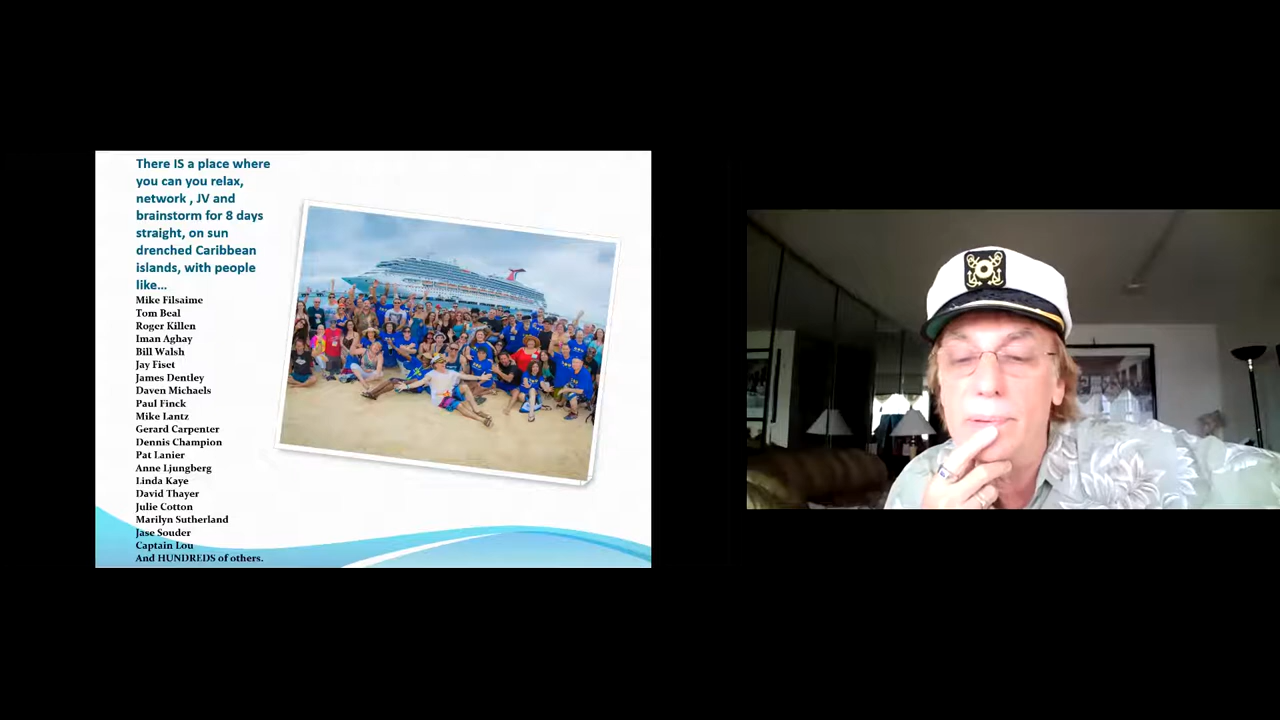 There IS a place where
you can you relax,
network , JV and
brainstorm for 8 days
straight, on sun
drenched Caribbean
islands, with people
like...
Mike Filsaime
Tom Beal
Roger Killen
Iman Aghay
Bill Walsh
Jay Fiset
James Dentley
Daven Michaels
Paul Finck
Mike Lantz
Gerard Carpenter
Dennis Champion
Pat Lanier
Anne Ljungberg
Linda Kaye
David Thayer
Julie Cotton
Marilyn Sutherland
Jase Souder
Captain Lou
And HUNDREDS of others.